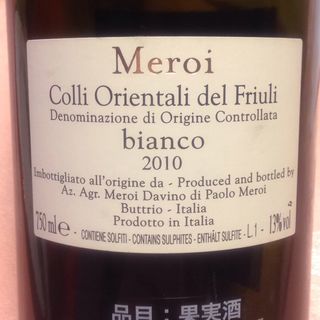 Meroi
Colli Orientali del Friuli
Denominazione di Origine Controllata
bianco
2010
Imbottigliato all'origine da - Produced and bottled by
Az. Agr. Meroi Davino di Paolo Meroi
Buttrio - Italia
750 ml e Prodotto in Italia 13% vol
- CONTIENE SOLFITI - CONTAINS SULPHITES - ENTHÄLT SULFITE - L1 -
品目：果実酒